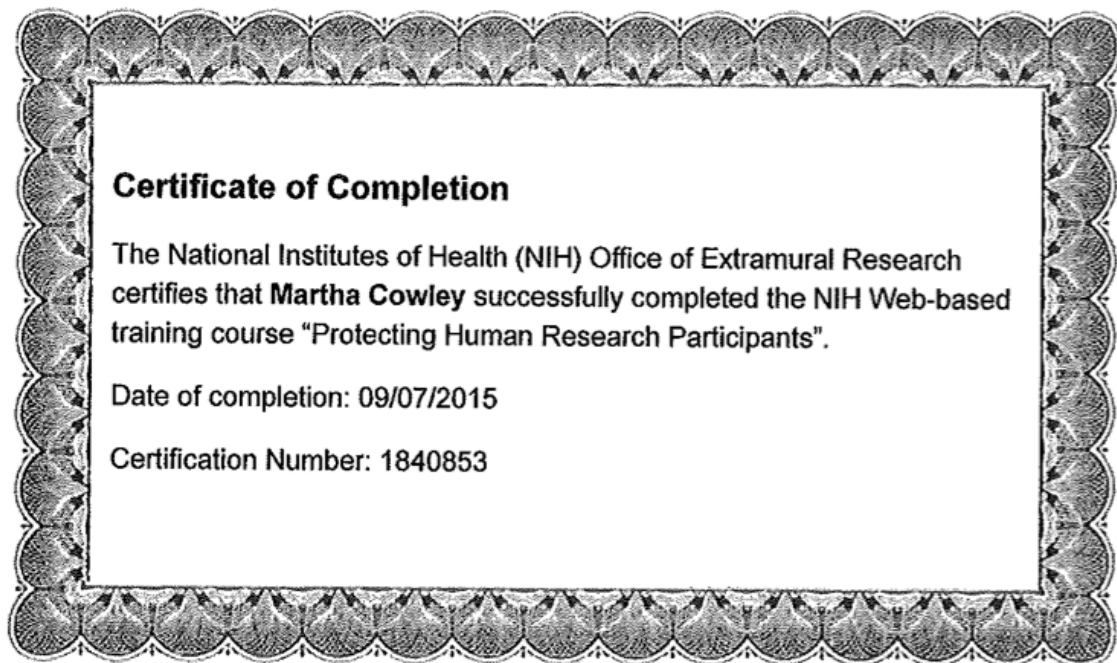 Certificate of Completion
The National Institutes of Health (NIH) Office of Extramural Research
certifies that Martha Cowley successfully completed the NIH Web-based
training course “Protecting Human Research Participants”.
Date of completion: 09/07/2015
Certification Number: 1840853